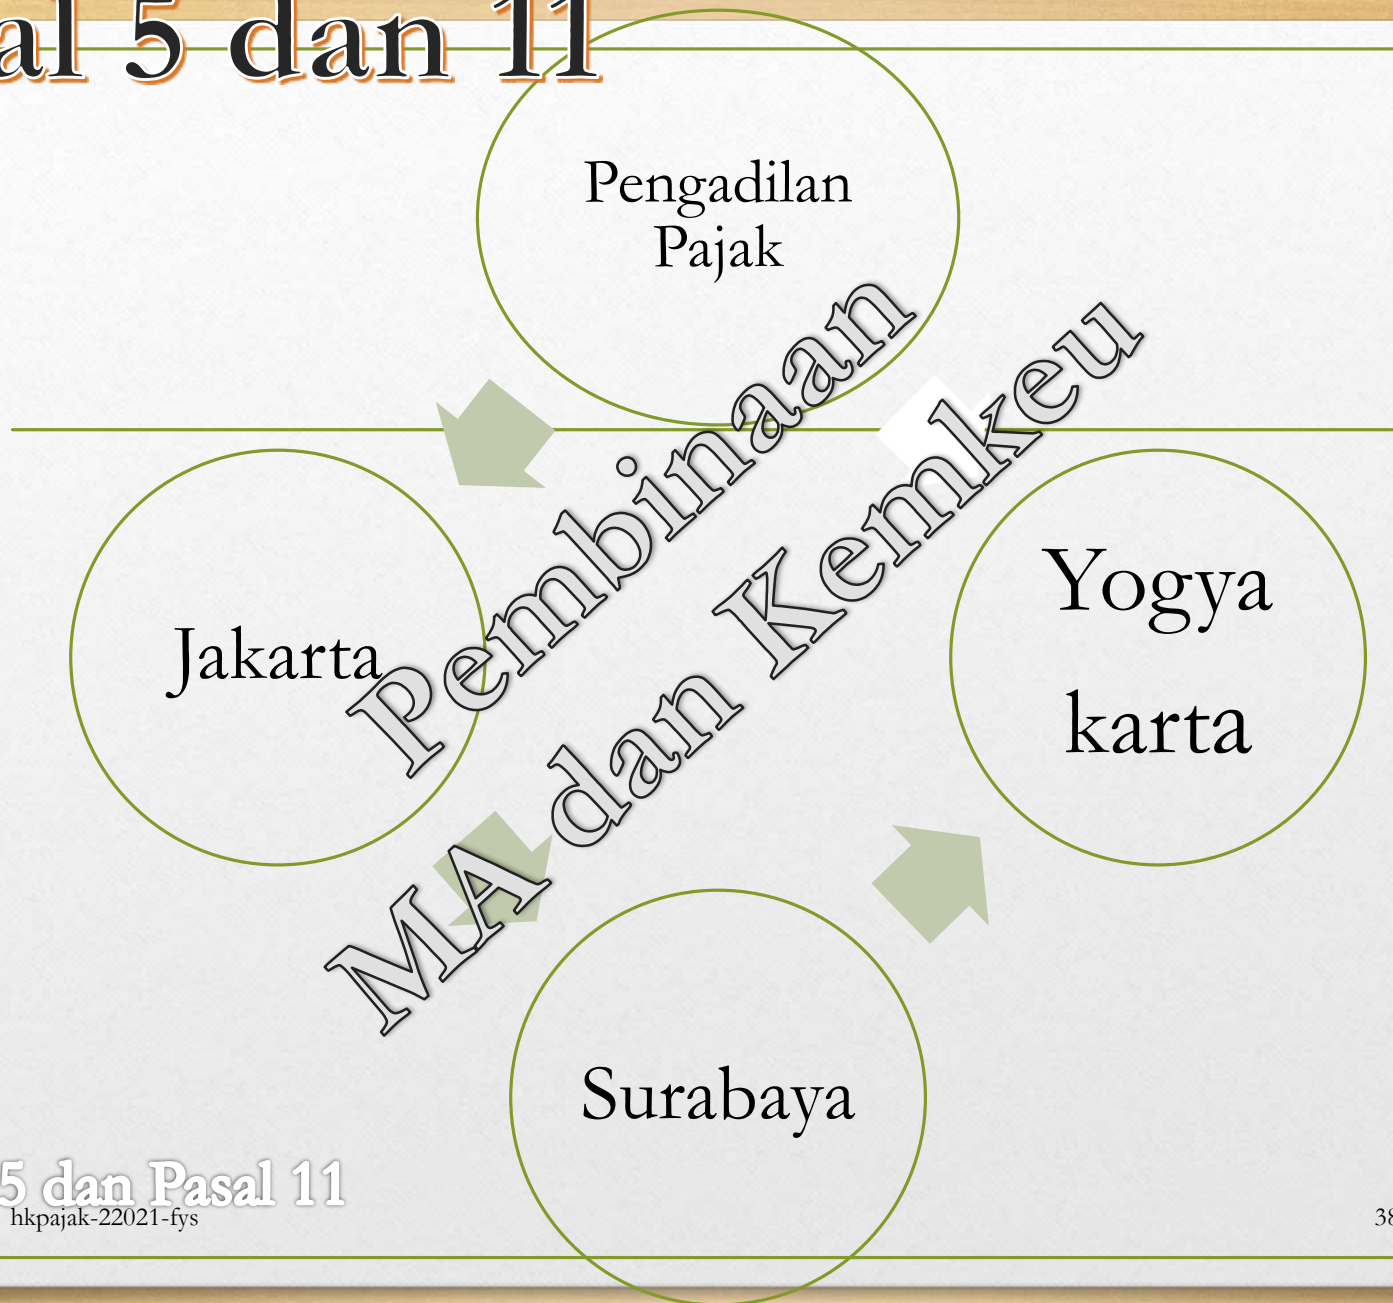 al 5 dan 11
Pengadilan
Pajak
Pembinaan
MA dan Kemkeu
Jakarta
Yogya
karta
Surabaya
5 dan Pasal 11
hkpajak-22021-fys
38